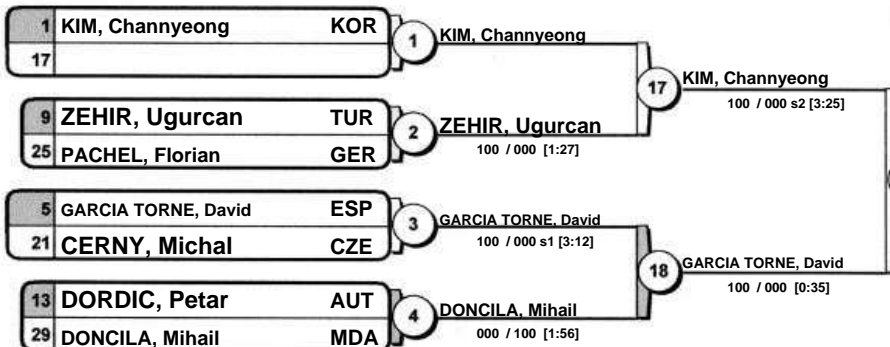 1 KIM, Channyeong KOR
17
1
KIM, Channyeong
9 ZEHIR, Ugurcan TUR
25 PACHEL, Florian GER
2
ZEHIR, Ugurcan
100 / 000 [1:27]
17
KIM, Channyeong
100 / 000 s2 [3:25]
5 GARCIA TORNE, David ESP
21 CERNY, Michal CZE
3
GARCIA TORNE, David
100 / 000 s1 [3:12]
13 DORDIC, Petar AUT
29 DONCILA, Mihail MDA
4
DONCILA, Mihail
000 / 100 [1:56]
18
GARCIA TORNE, David
100 / 000 [0:35]